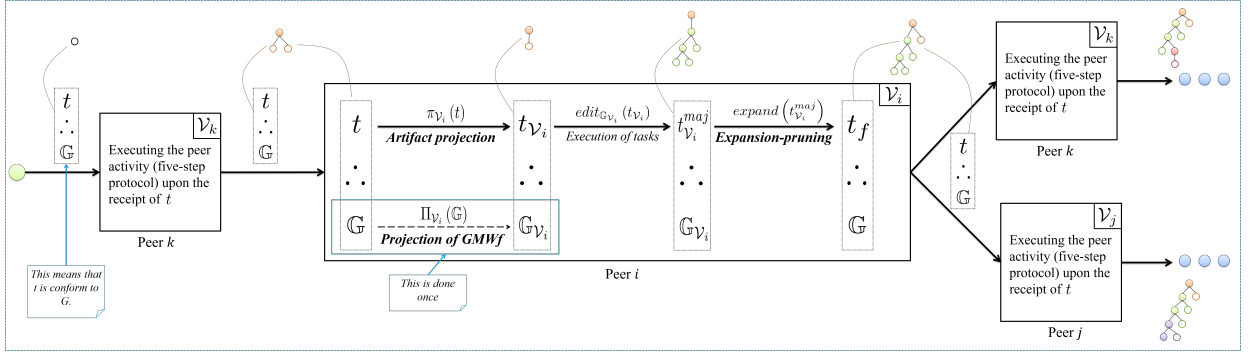 t
∴
𝔾
𝒱k
Executing the peer
activity (five-step
protocol) upon the
receipt of t
Peer k
This means that
t is conform to
G.
t
∴
𝔾
𝒱i
t
π𝒱i (t)
Artifact projection
t𝒱i
edit𝔾𝒱i (t𝒱i)
Execution of tasks
t𝒱i^maj
expand (t𝒱i^maj)
Expansion-pruning
tf
∴
∴
∴
∴
𝔾
Π𝒱i (𝔾)
Projection of GMWf
𝔾𝒱i
𝔾𝒱i
𝔾
This is done
once
Peer i
t
∴
𝔾
𝒱k
Executing the peer
activity (five-step
protocol) upon the
receipt of t
Peer k
𝒱j
Executing the peer
activity (five-step
protocol) upon the
receipt of t
Peer j